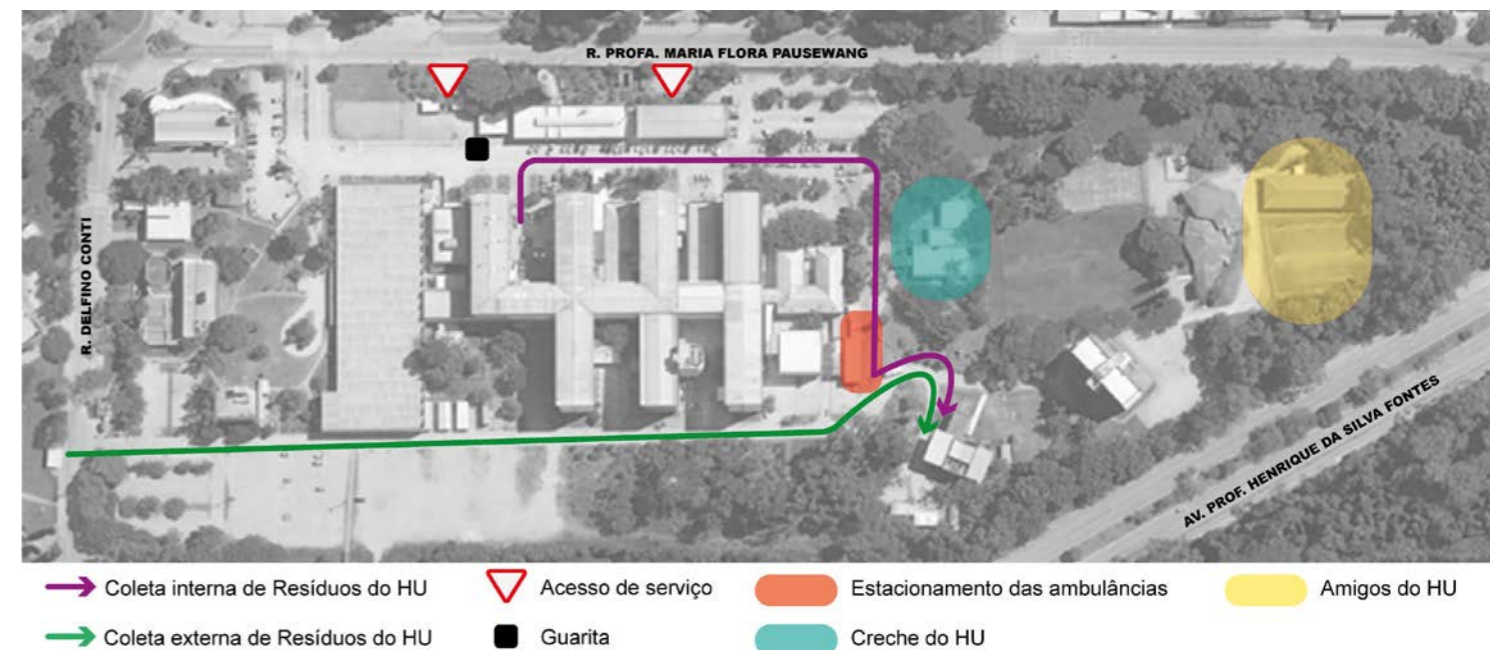 R. PROFA. MARIA FLORA PAUSEWANG
R. DELFINO CONTI
AV. PROF. HENRIQUE DA SILVA FONTES
Coleta interna de Resíduos do HU
Acesso de serviço
Estacionamento das ambulâncias
Amigos do HU
Coleta externa de Resíduos do HU
Guarita
Creche do HU